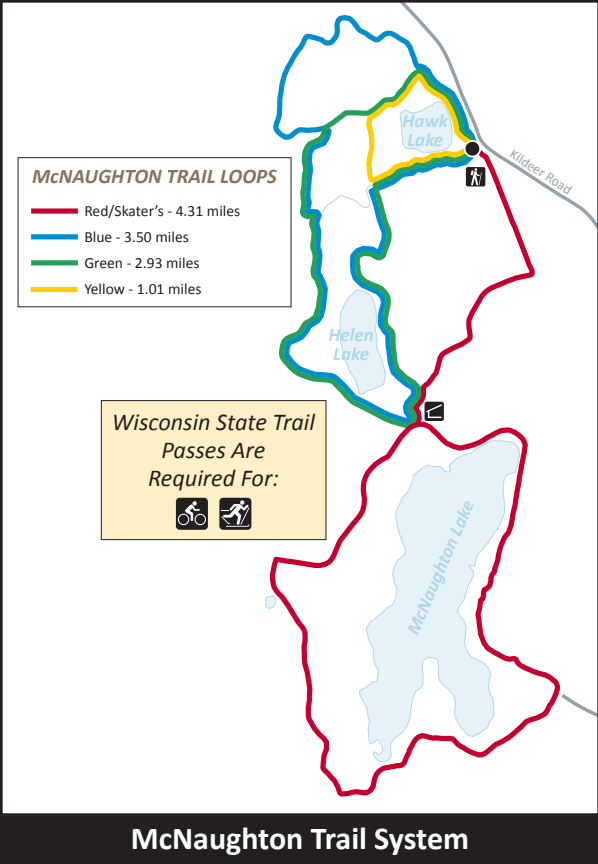 Hawk
Lake
Kildeer Road
McNAUGHTON TRAIL LOOPS
Red/Skater's - 4.31 miles
Blue - 3.50 miles
Green - 2.93 miles
Yellow - 1.01 miles
Helen
Lake
Wisconsin State Trail
Passes Are
Required For:
McNaughton Lake
McNaughton Trail System